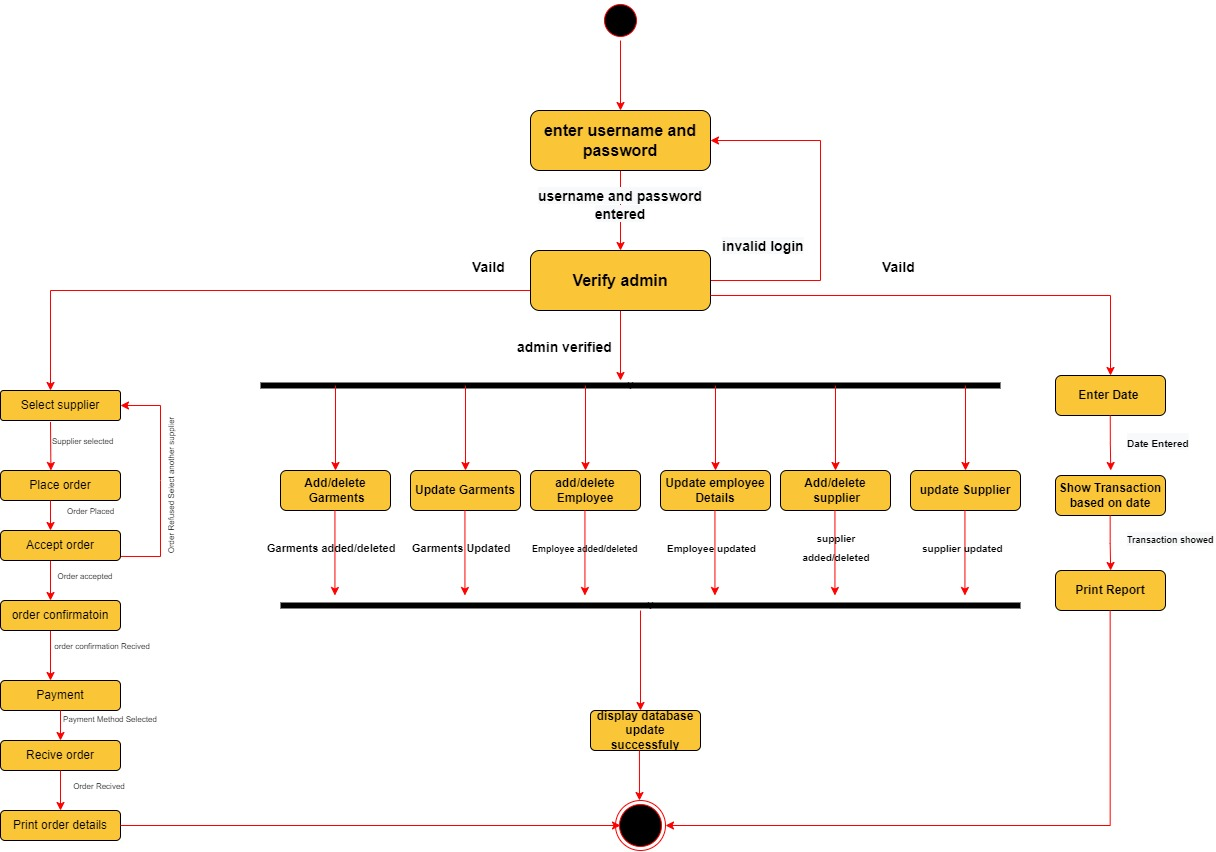 enter username and
password
username and password
entered
invalid login
Vaild
Vaild
Verify admin
admin verified
Select supplier
Supplier selected
Place order
Order Placed
Accept order
Order Refused Select another supplier
Order accepted
order confirmatoin
order confirmation Recived
Payment
Payment Method Selected
Recive order
Order Recived
Print order details
Add/delete
Garments
Update Garments
add/delete
Employee
Update employee
Details
Add/delete
supplier
update Supplier
Garments added/deleted
Garments Updated
Employee added/deleted
Employee updated
supplier
added/deleted
supplier updated
display database
update
successfuly
Enter Date
Date Entered
Show Transaction
based on date
Transaction showed
Print Report